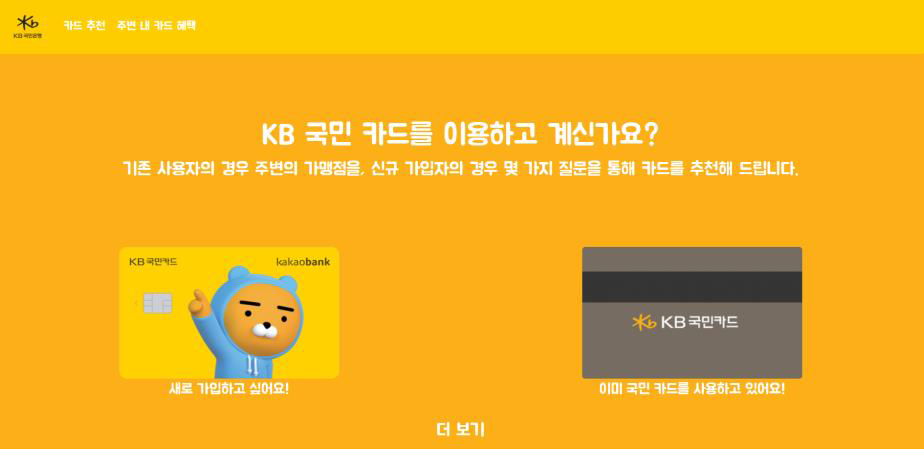 KB국민은행
카드 추천 주변 내 카드 혜택
KB 국민 카드를 이용하고 계신가요?
기존 사용자의 경우 주변의 가맹점을, 신규 가입자의 경우 몇 가지 질문을 통해 카드를 추천해 드립니다.
KB국민카드 kakaobank
KB국민카드
새로 가입하고 싶어요! 이미 국민 카드를 사용하고 있어요!
더 보기